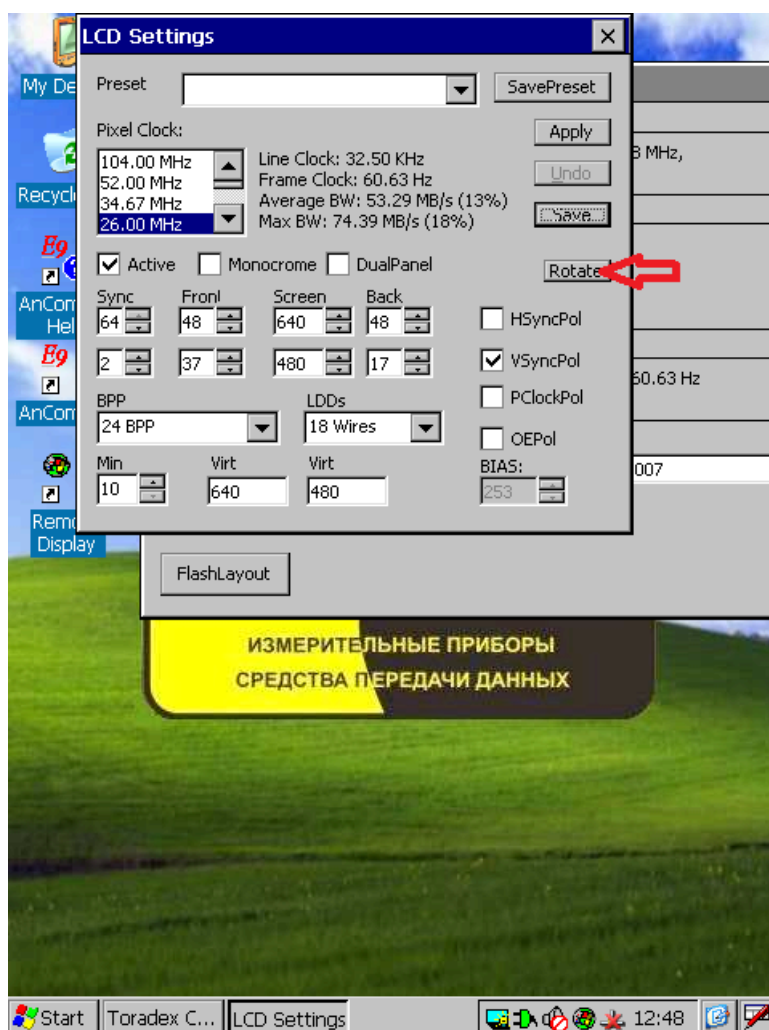 LCD Settings
My De
Preset
SavePreset
Pixel Clock:
Apply
104.00 MHz
52.00 MHz
34.67 MHz
26.00 MHz
Line Clock: 32.50 KHz
Frame Clock: 60.63 Hz
Average BW: 53.29 MB/s (13%)
Max BW: 74.39 MB/s (18%)
Undo
Save
8 MHz,
Recycl
Active
Monocrome
DualPanel
Rotate
E9
AnCom
Hel
Sync
Front
Screen
Back
64
48
640
48
HSyncPol
E9
2
37
480
17
VSyncPol
60.63 Hz
AnCom
BPP
LDDs
PClockPol
24 BPP
18 Wires
OEPol
Min
Virt
Virt
BIAS:
10
640
480
253
007
Remo
Display
FlashLayout
ИЗМЕРИТЕЛЬНЫЕ ПРИБОРЫ
СРЕДСТВА ПЕРЕДАЧИ ДАННЫХ
Start
Toradex C...
LCD Settings
12:48